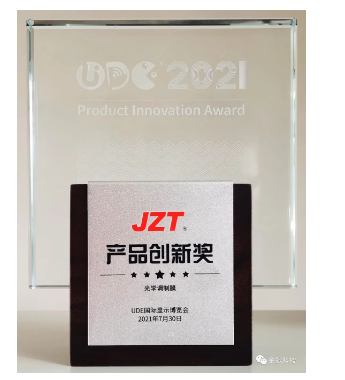 UDE 2021
Product Innovation Award
JZT
产品创新奖
光学调制膜
UDE国际显示博览会
2021年7月30日